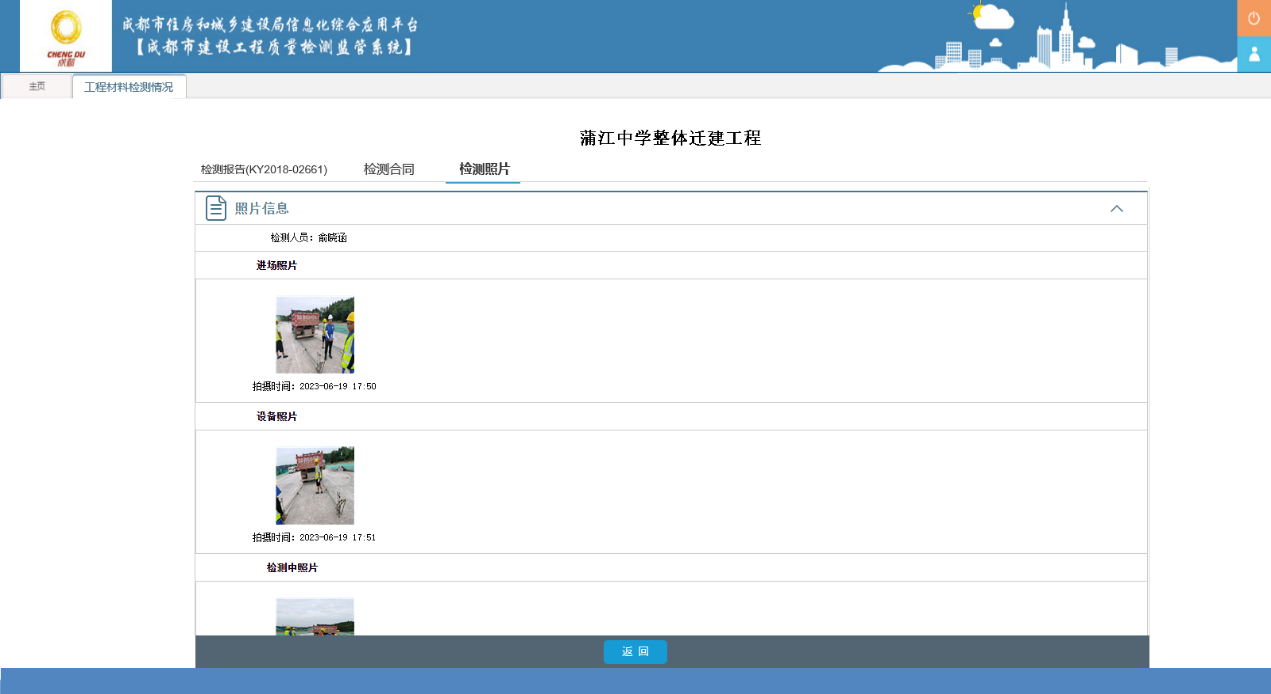 成都市住房和城乡建设局信息化综合应用平台
【成都市建设工程质量检测监管系统】
CHENG DU
成都
主页
工程材料检测情况
蒲江中学整体迁建工程
检测报告(KY2018-02661)
检测合同
检测照片
照片信息
检测人员：俞晓函
进场照片
拍摄时间：2023-06-19 17:50
设备照片
拍摄时间：2023-06-19 17:51
检测中照片
返 回